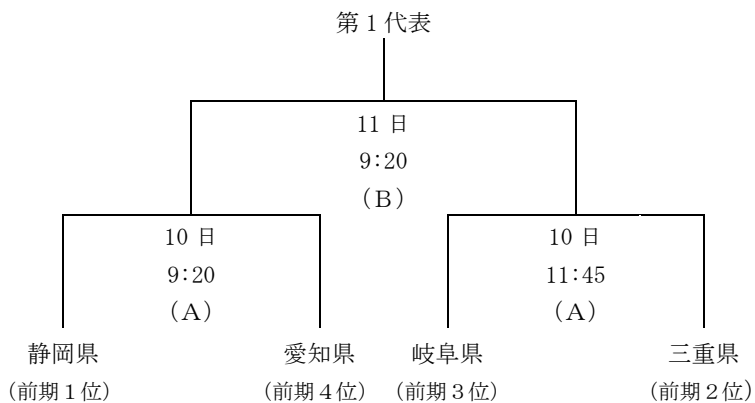 第１代表
11 日
9:20
（Ｂ）
10 日
10 日
9:20
11:45
（Ａ）
（Ａ）
静岡県
愛知県
岐阜県
三重県
(前期１位)
(前期４位)
(前期３位)
(前期２位)